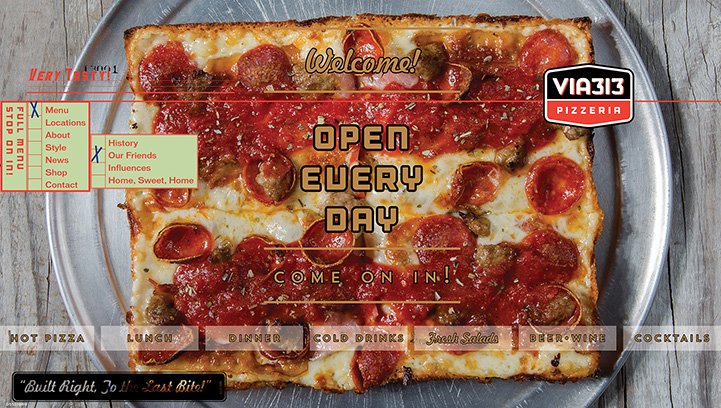 Welcome!
Very Tasty!
VIA313
PIZZERIA
FULL MENU
STOP ON IN!
X Menu
Locations
About
Style
News
Shop
Contact
History
X Our Friends
Influences
Home, Sweet, Home
OPEN
EVERY
DAY
COME ON IN!
HOT PIZZA LUNCH DINNER COLD DRINKS Fresh Salads BEER·WINE COCKTAILS
"Built Right, To the Last Bite!"